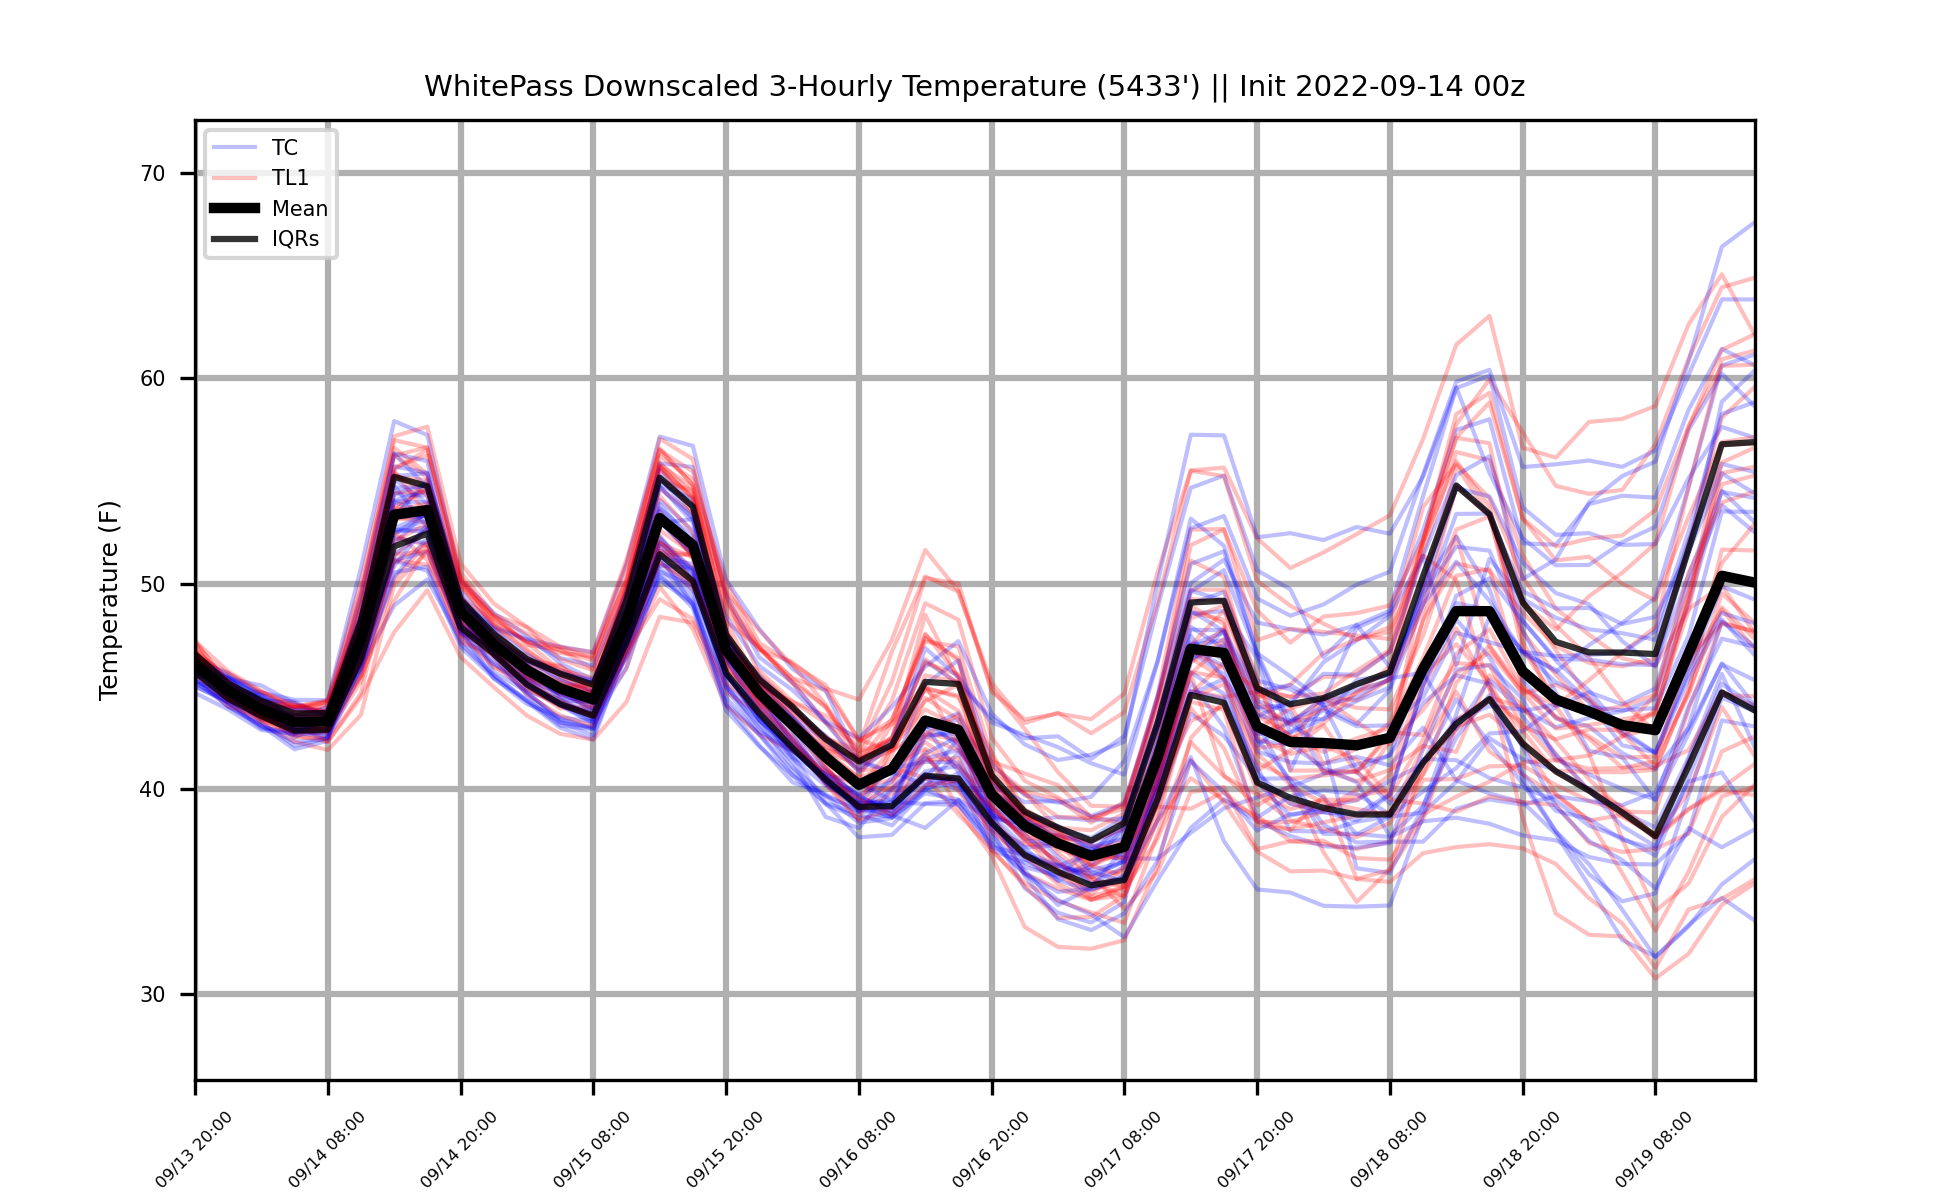 WhitePass Downscaled 3-Hourly Temperature (5433') || Init 2022-09-14 00z
TC
TL1
Mean
IQRs
Temperature (F)
70
60
50
40
30
09/13 20:00
09/14 08:00
09/14 20:00
09/15 08:00
09/15 20:00
09/16 08:00
09/16 20:00
09/17 08:00
09/17 20:00
09/18 08:00
09/18 20:00
09/19 08:00